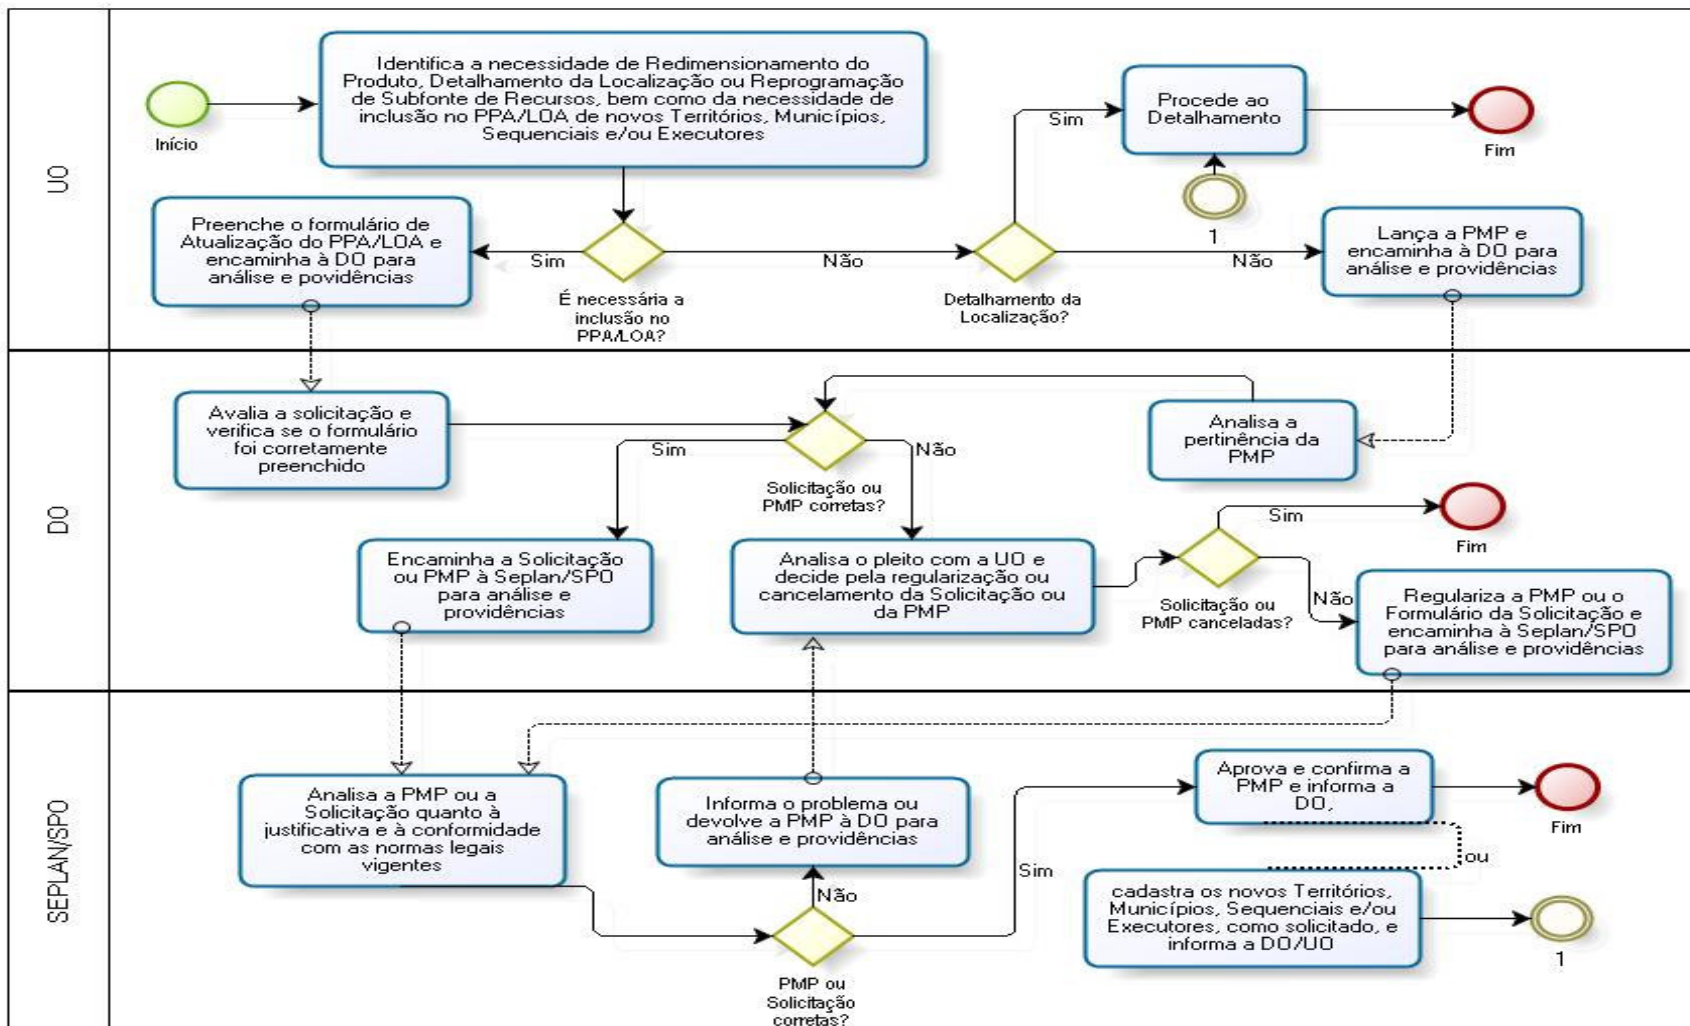 UO
Início
Identifica a necessidade de Redimensionamento do
Produto, Detalhamento da Localização ou Reprogramação
de Subfonte de Recursos, bem como da necessidade de
inclusão no PPA/LOA de novos Territórios, Municípios,
Sequenciais e/ou Executores
Procede ao
Detalhamento
Fim
Sim
1
Preenche o formulário de
Atualização do PPA/LOA e
encaminha à DO para
análise e povidências
Sim
É necessária a
inclusão no
PPA/LOA?
Não
Detalhamento da
Localização?
Não
Lança a PMP e
encaminha à DO para
análise e providências
DO
Avalia a solicitação e
verifica se o formulário
foi corretamente
preenchido
Sim
Solicitação ou
PMP corretas?
Não
Analisa a
pertinência da
PMP
Encaminha a Solicitação
ou PMP à Seplan/SPO
para análise e
providências
Analisa o pleito com a UO e
decide pela regularização ou
cancelamento da Solicitação ou
da PMP
Solicitação ou
PMP canceladas?
Sim
Fim
Não
Regulariza a PMP ou o
Formulário da Solicitação e
encaminha à Seplan/SPO
para análise e providências
SEPLAN/SPO
Analisa a PMP ou a
Solicitação quanto à
justificativa e à conformidade
com as normas legais
vigentes
Informa o problema ou
devolve a PMP à DO para
análise e providências
Não
PMP ou
Solicitação
corretas?
Sim
Aprova e confirma a
PMP e informa a
DO,
Fim
ou
cadastra os novos Territórios,
Municípios, Sequenciais e/ou
Executores, como solicitado, e
informa a DO/UO
1